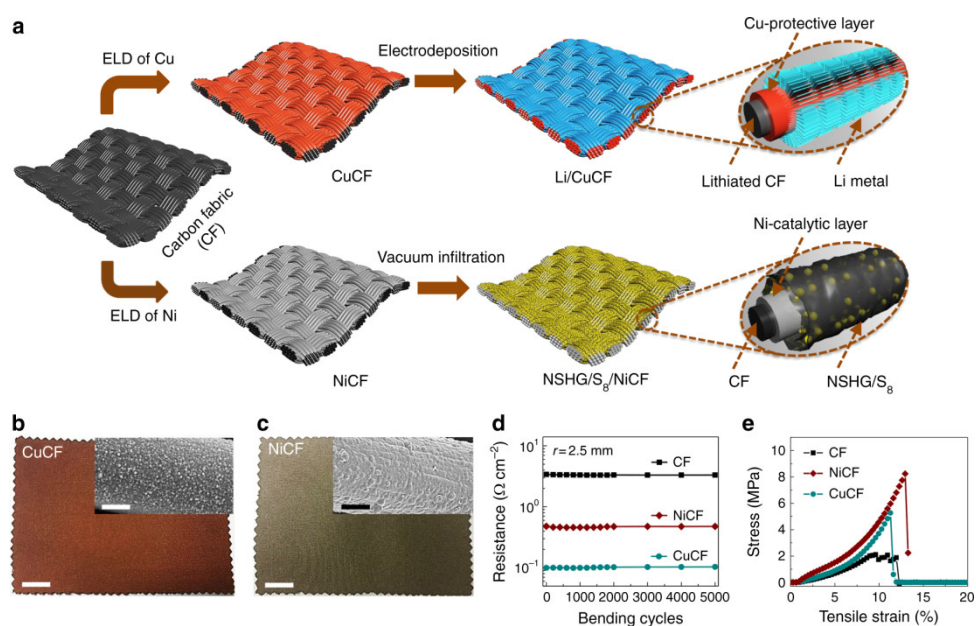 a
ELD of Cu
Electrodeposition
Cu-protective layer
CuCF
Li/CuCF
Lithiated CF
Li metal
Carbon fabric
(CF)
Ni-catalytic layer
Vacuum infiltration
ELD of Ni
NiCF
NSHG/S₈/NiCF
CF
NSHG/S₈
b
CuCF
c
NiCF
d
Resistance (Ω cm⁻²)
10¹
10⁰
10⁻¹
r = 2.5 mm
CF
NiCF
CuCF
0 1000 2000 3000 4000 5000
Bending cycles
e
Stress (MPa)
10
8
6
4
2
0
CF
NiCF
CuCF
0 5 10 15 20
Tensile strain (%)